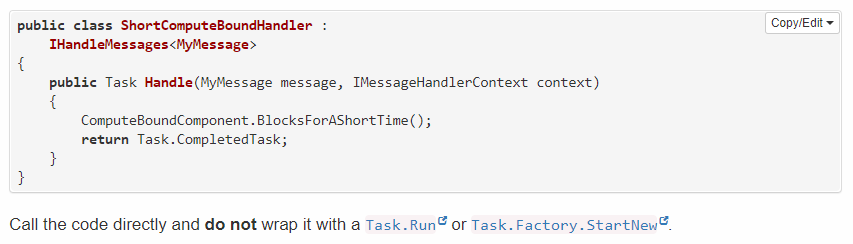 public class ShortComputeBoundHandler :
Copy/Edit
    IHandleMessages<MyMessage>
{
    public Task Handle(MyMessage message, IMessageHandlerContext context)
    {
        ComputeBoundComponent.BlocksForAShortTime();
        return Task.CompletedTask;
    }
}
Call the code directly and do not wrap it with a Task.Run or Task.Factory.StartNew.